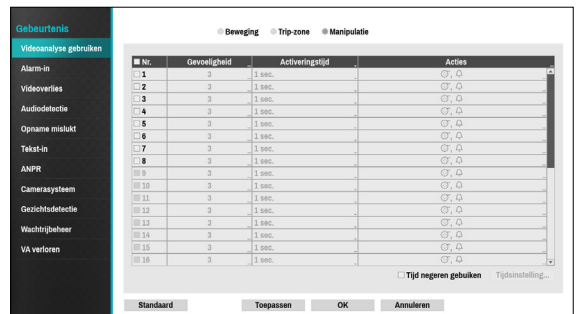 Gebeurtenis
Videoanalyse gebruiken
Alarm-in
Videoverlies
Audiodetectie
Opname mislukt
Tekst-in
ANPR
Camerasysteem
Gezichtsdetectie
Wachtrijbeheer
VA verloren
Beweging Trip-zone Manipulatie
Nr. Gevoeligheid Activeringstijd Acties
1 3 1 sec.
2 3 1 sec.
3 3 1 sec.
4 3 1 sec.
5 3 1 sec.
6 3 1 sec.
7 3 1 sec.
8 3 1 sec.
9 3 1 sec.
10 3 1 sec.
11 3 1 sec.
12 3 1 sec.
13 3 1 sec.
14 3 1 sec.
15 3 1 sec.
16 3 1 sec.
Tijd negeren gebuiken Tijdsinstelling...
Standaard Toepassen OK Annuleren